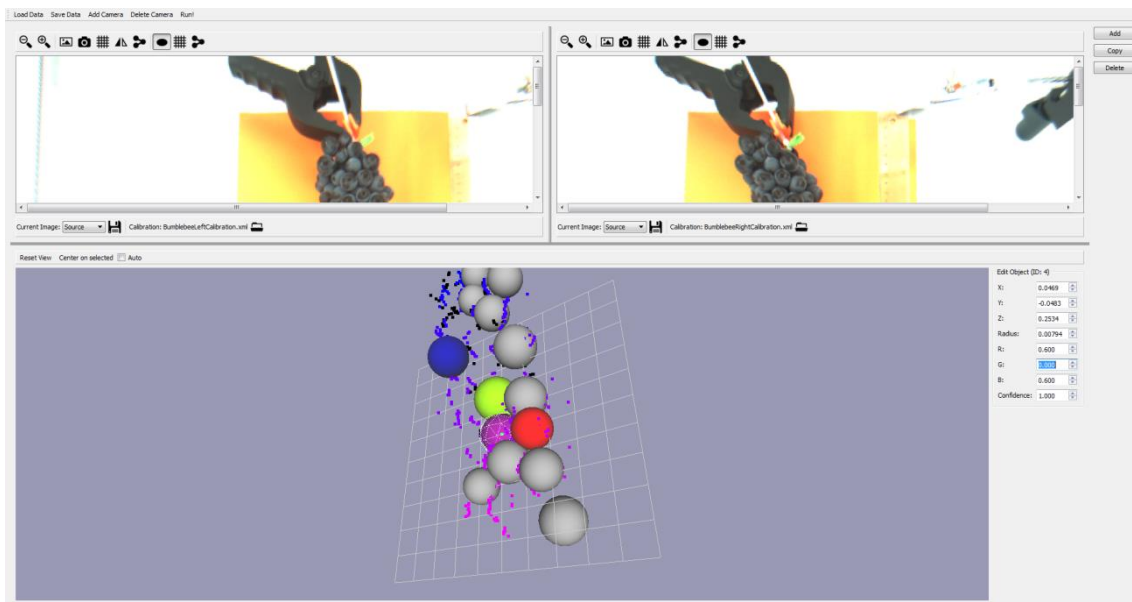 Load Data Save Data Add Camera Delete Camera Run!
Add
Copy
Delete
Current Image: Source Calibration: BumblebeeLeftCalibration.xml
Current Image: Source Calibration: BumblebeeRightCalibration.xml
Reset View Center on selected Auto
Edit Object (ID: 4)
X: 0.0469
Y: -0.0483
Z: 0.2534
Radius: 0.00794
R: 0.600
G: 0.000
B: 0.600
Confidence: 1.000